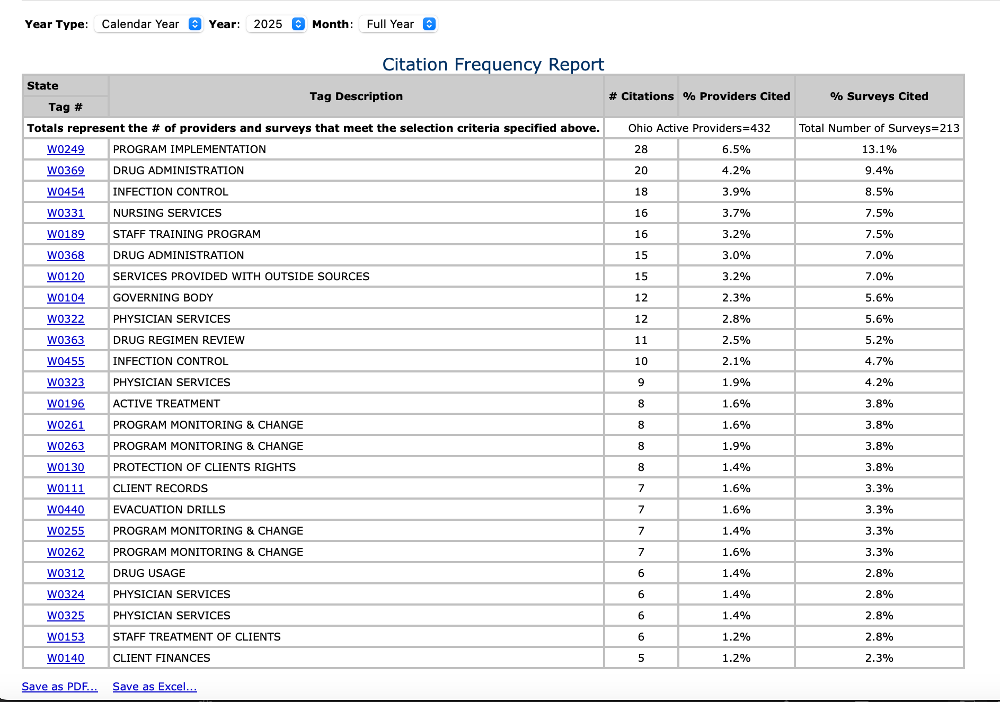 Year Type: Calendar Year Year: 2025 Month: Full Year
Citation Frequency Report
State
Tag # Tag Description # Citations % Providers Cited % Surveys Cited
Totals represent the # of providers and surveys that meet the selection criteria specified above. Ohio Active Providers=432 Total Number of Surveys=213
W0249 PROGRAM IMPLEMENTATION 28 6.5% 13.1%
W0369 DRUG ADMINISTRATION 20 4.2% 9.4%
W0454 INFECTION CONTROL 18 3.9% 8.5%
W0331 NURSING SERVICES 16 3.7% 7.5%
W0189 STAFF TRAINING PROGRAM 16 3.2% 7.5%
W0368 DRUG ADMINISTRATION 15 3.0% 7.0%
W0120 SERVICES PROVIDED WITH OUTSIDE SOURCES 15 3.2% 7.0%
W0104 GOVERNING BODY 12 2.3% 5.6%
W0322 PHYSICIAN SERVICES 12 2.8% 5.6%
W0363 DRUG REGIMEN REVIEW 11 2.5% 5.2%
W0455 INFECTION CONTROL 10 2.1% 4.7%
W0323 PHYSICIAN SERVICES 9 1.9% 4.2%
W0196 ACTIVE TREATMENT 8 1.6% 3.8%
W0261 PROGRAM MONITORING & CHANGE 8 1.6% 3.8%
W0263 PROGRAM MONITORING & CHANGE 8 1.9% 3.8%
W0130 PROTECTION OF CLIENTS RIGHTS 8 1.4% 3.8%
W0111 CLIENT RECORDS 7 1.6% 3.3%
W0440 EVACUATION DRILLS 7 1.6% 3.3%
W0255 PROGRAM MONITORING & CHANGE 7 1.4% 3.3%
W0262 PROGRAM MONITORING & CHANGE 7 1.6% 3.3%
W0312 DRUG USAGE 6 1.4% 2.8%
W0324 PHYSICIAN SERVICES 6 1.4% 2.8%
W0325 PHYSICIAN SERVICES 6 1.4% 2.8%
W0153 STAFF TREATMENT OF CLIENTS 6 1.2% 2.8%
W0140 CLIENT FINANCES 5 1.2% 2.3%
Save as PDF... Save as Excel...